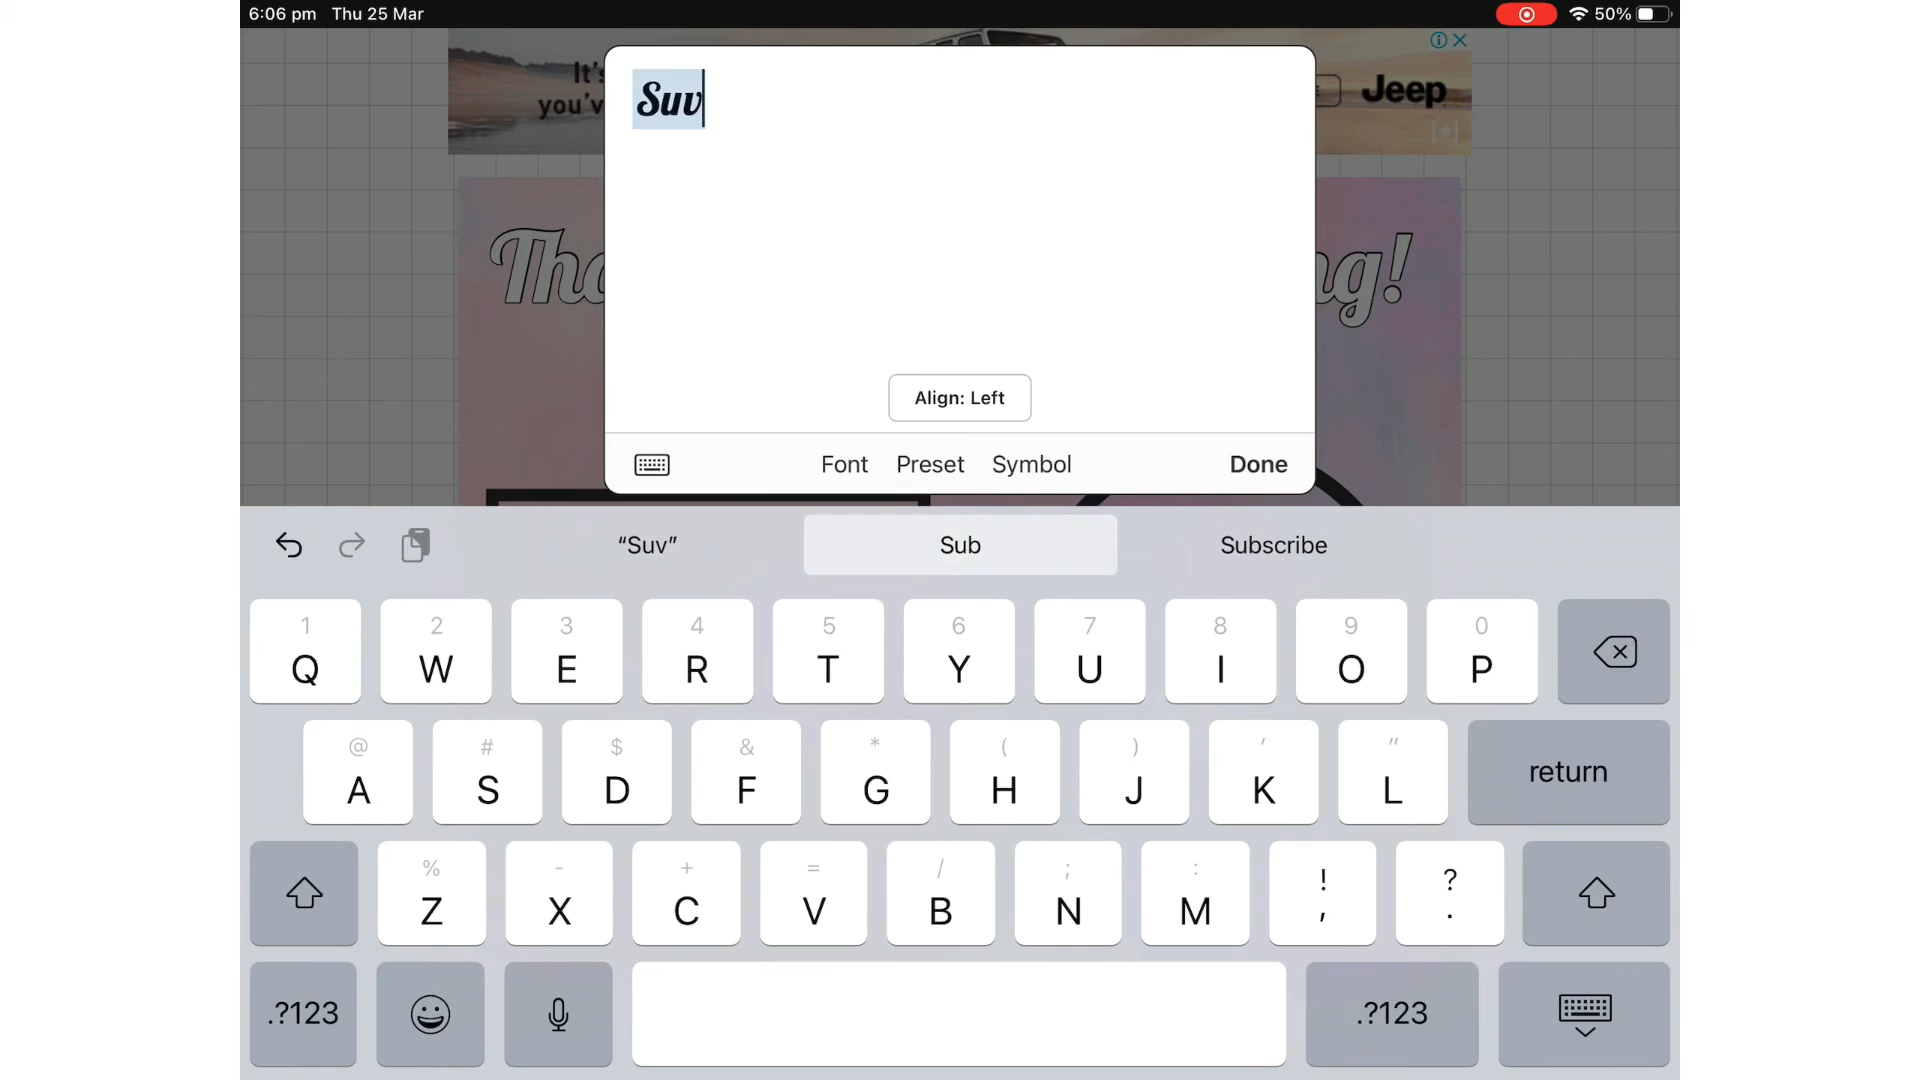 6:06 pm Thu 25 Mar
50%
It's
you'v
Jeep
Suv
Tha
ng!
Align: Left
Font Preset Symbol Done
“Suv” Sub Subscribe
1 2 3 4 5 6 7 8 9 0
Q W E R T Y U I O P
@ # $ & * ( ) ' "
A S D F G H J K L return
% - + = / ; : ! ?
Z X C V B N M , .
.?123 .?123